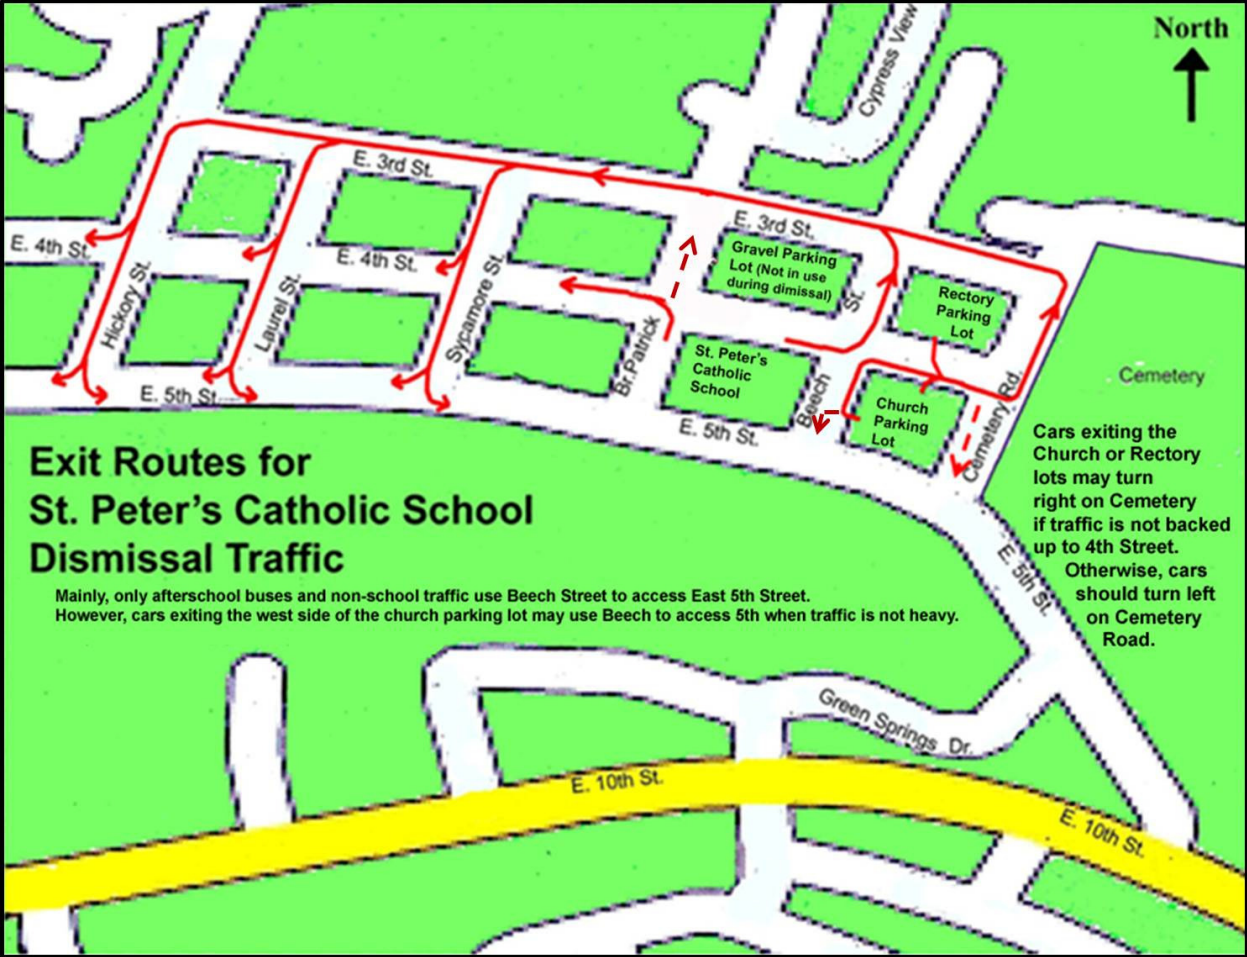 North
Cypress View
E. 3rd St.
E. 3rd St.
E. 4th St.
E. 4th St.
Gravel Parking
Lot (Not in use
during dimissal)
St.
Rectory
Parking
Lot
Hickory St.
Laurel St.
Sycamore St.
Br.Patrick
St. Peter's
Catholic
School
Beech
Church
Parking
Lot
Cemetery Rd.
Cemetery
E. 5th St.
E. 5th St.
E. 5th St.
Cars exiting the
Church or Rectory
lots may turn
right on Cemetery
if traffic is not backed
up to 4th Street.
Otherwise, cars
should turn left
on Cemetery
Road.
Exit Routes for
St. Peter's Catholic School
Dismissal Traffic
Mainly, only afterschool buses and non-school traffic use Beech Street to access East 5th Street.
However, cars exiting the west side of the church parking lot may use Beech to access 5th when traffic is not heavy.
Green Springs Dr.
E. 10th St.
E. 10th St.